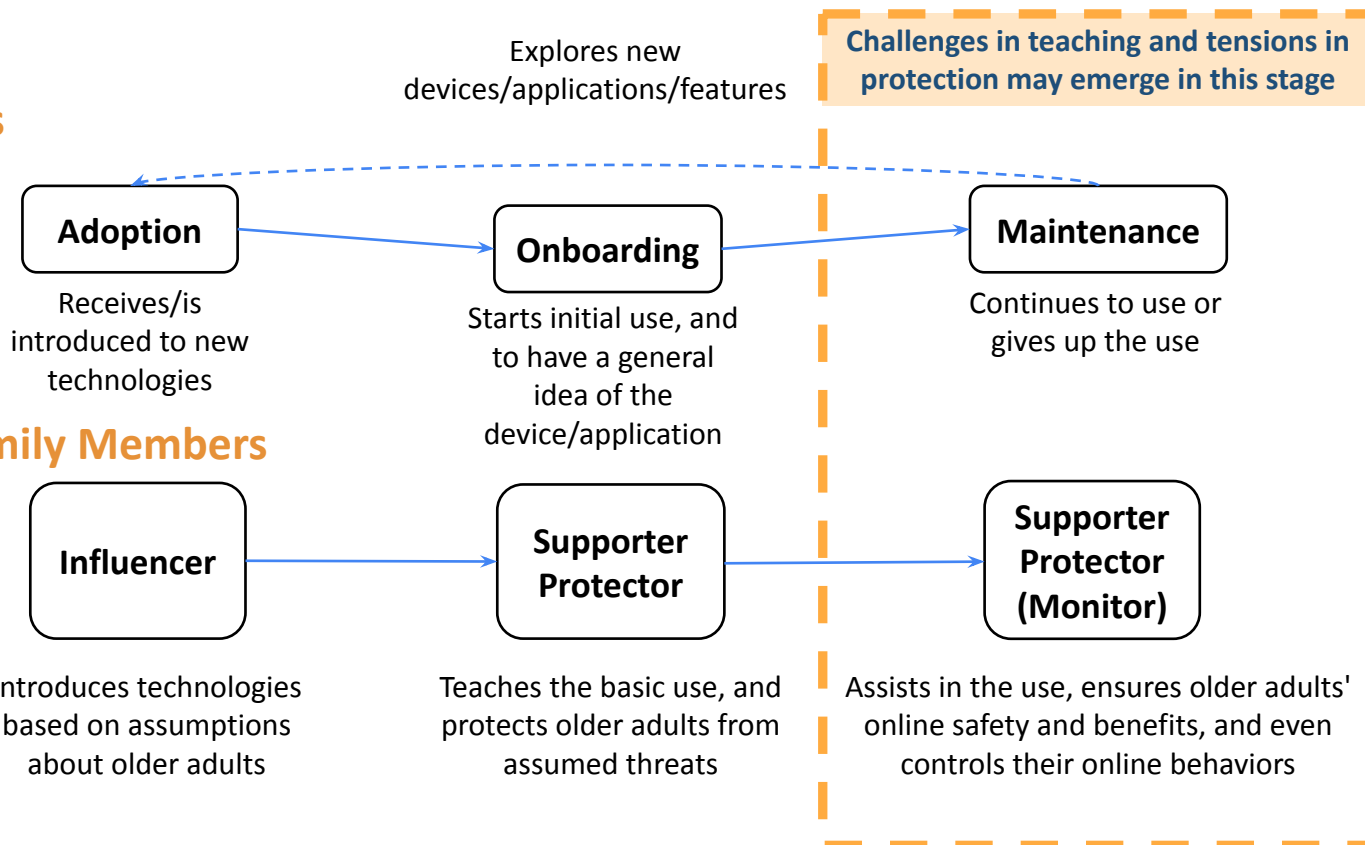 Explores new
devices/applications/features
Challenges in teaching and tensions in
protection may emerge in this stage
s
Adoption
Onboarding
Maintenance
Receives/is
introduced to new
technologies
Starts initial use, and
to have a general
idea of the
device/application
Continues to use or
gives up the use
mily Members
Influencer
Supporter
Protector
Supporter
Protector
(Monitor)
ntroduces technologies
based on assumptions
about older adults
Teaches the basic use, and
protects older adults from
assumed threats
Assists in the use, ensures older adults'
online safety and benefits, and even
controls their online behaviors